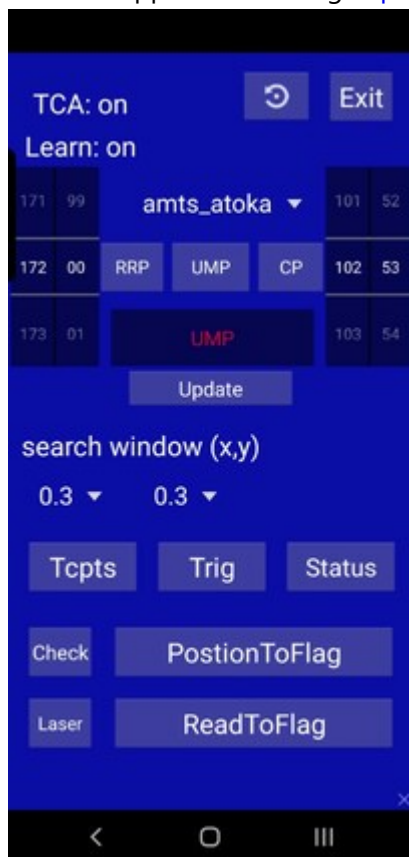 TCA: on Exit
Learn: on
171 99 amts_atoka 101 52
172 00 RRP UMP CP 102 53
173 01 UMP 103 54
Update
search window (x,y)
0.3 0.3
Tcpts Trig Status
Check PostionToFlag
Laser ReadToFlag